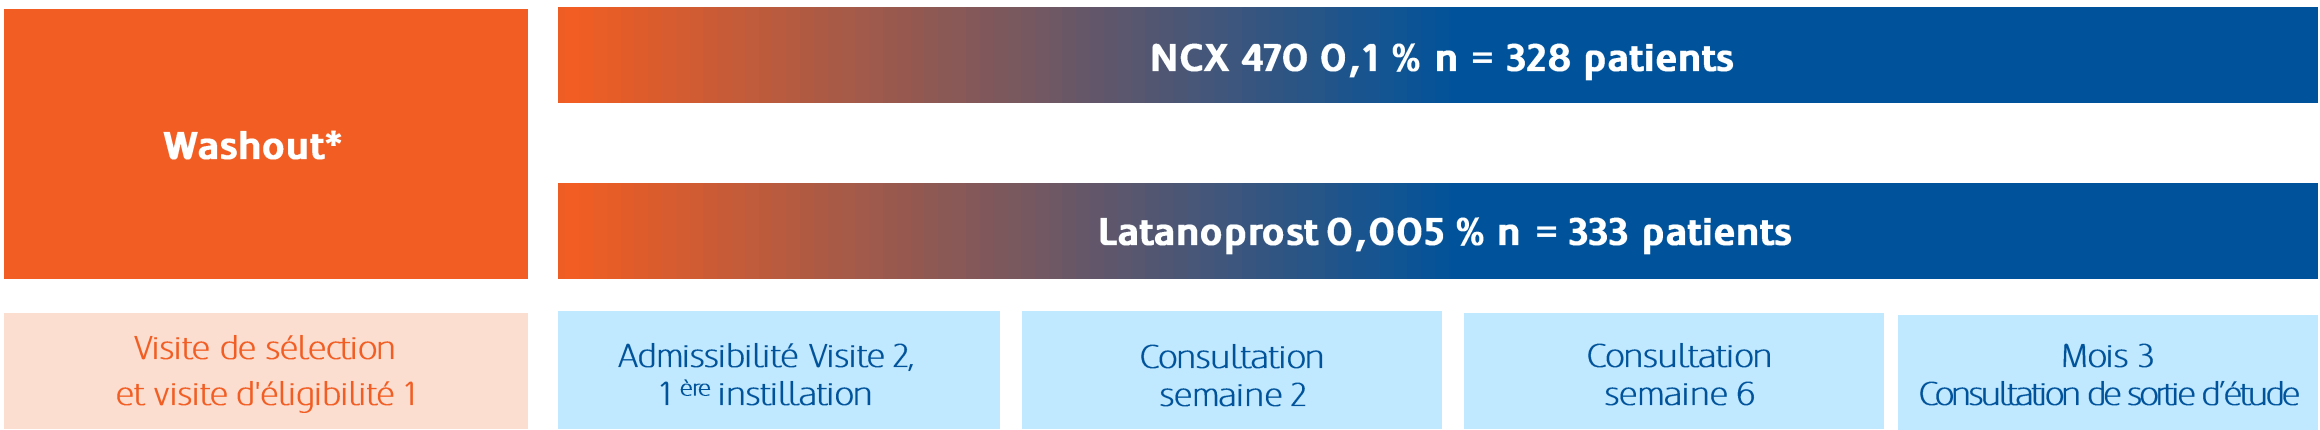 NCX 470 0,1 % n = 328 patients
Washout*
Latanoprost 0,005 % n = 333 patients
Visite de sélection
et visite d'éligibilité 1
Admissibilité Visite 2,
1 ère instillation
Consultation
semaine 2
Consultation
semaine 6
Mois 3
Consultation de sortie d’étude